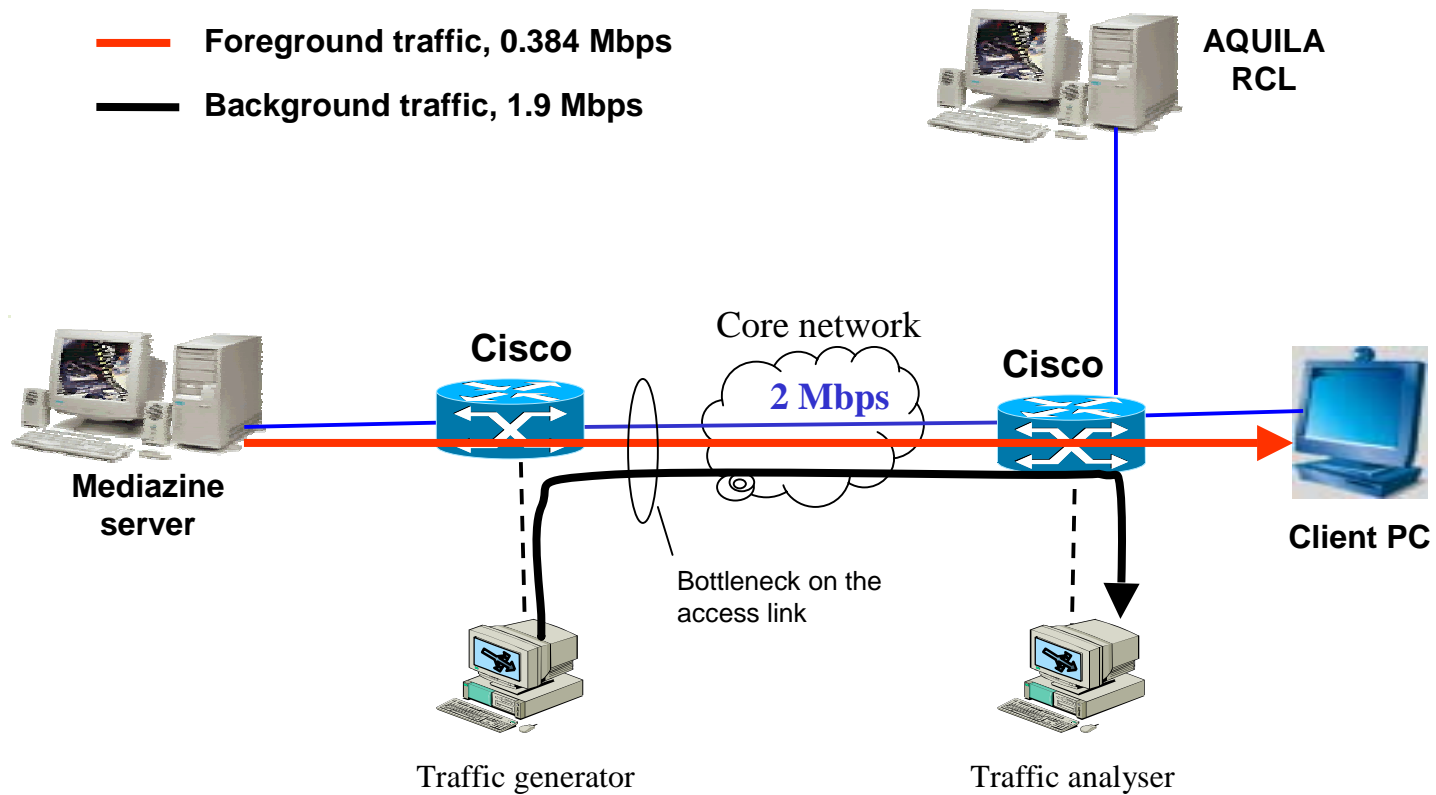 Foreground traffic, 0.384 Mbps
Background traffic, 1.9 Mbps
AQUILA
RCL
Core network
Cisco
Cisco
2 Mbps
Mediazine
server
Client PC
Bottleneck on the
access link
Traffic generator
Traffic analyser